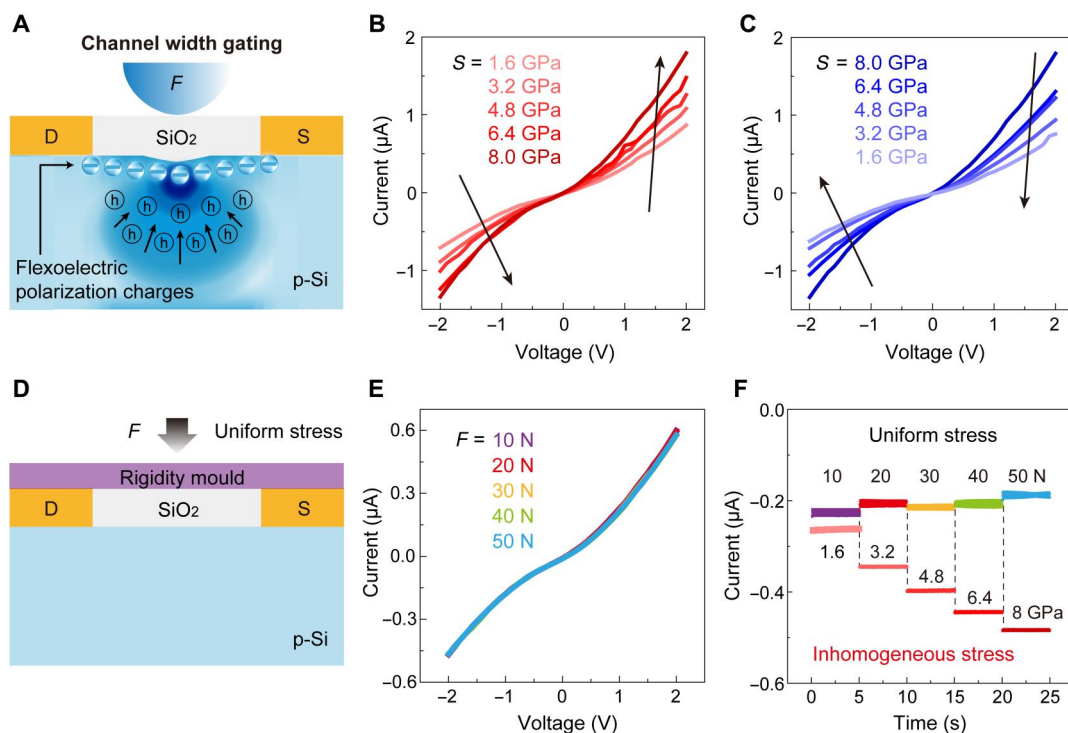 A
Channel width gating
F
D
SiO2
S
h h h h h h h h h
Flexoelectric
polarization charges
p-Si
B
S = 1.6 GPa
3.2 GPa
4.8 GPa
6.4 GPa
8.0 GPa
Current (μA)
2
1
0
−1
−2 −1 0 1 2
Voltage (V)
C
S = 8.0 GPa
6.4 GPa
4.8 GPa
3.2 GPa
1.6 GPa
Current (μA)
2
1
0
−1
−2 −1 0 1 2
Voltage (V)
D
F
Uniform stress
Rigidity mould
D
SiO2
S
p-Si
E
F = 10 N
20 N
30 N
40 N
50 N
Current (μA)
0.6
0.3
0.0
−0.3
−0.6
−2 −1 0 1 2
Voltage (V)
F
Uniform stress
10 20 30 40 50 N
1.6 3.2 4.8 6.4 8 GPa
Inhomogeneous stress
Current (μA)
0.0
−0.2
−0.4
−0.6
0 5 10 15 20 25
Time (s)